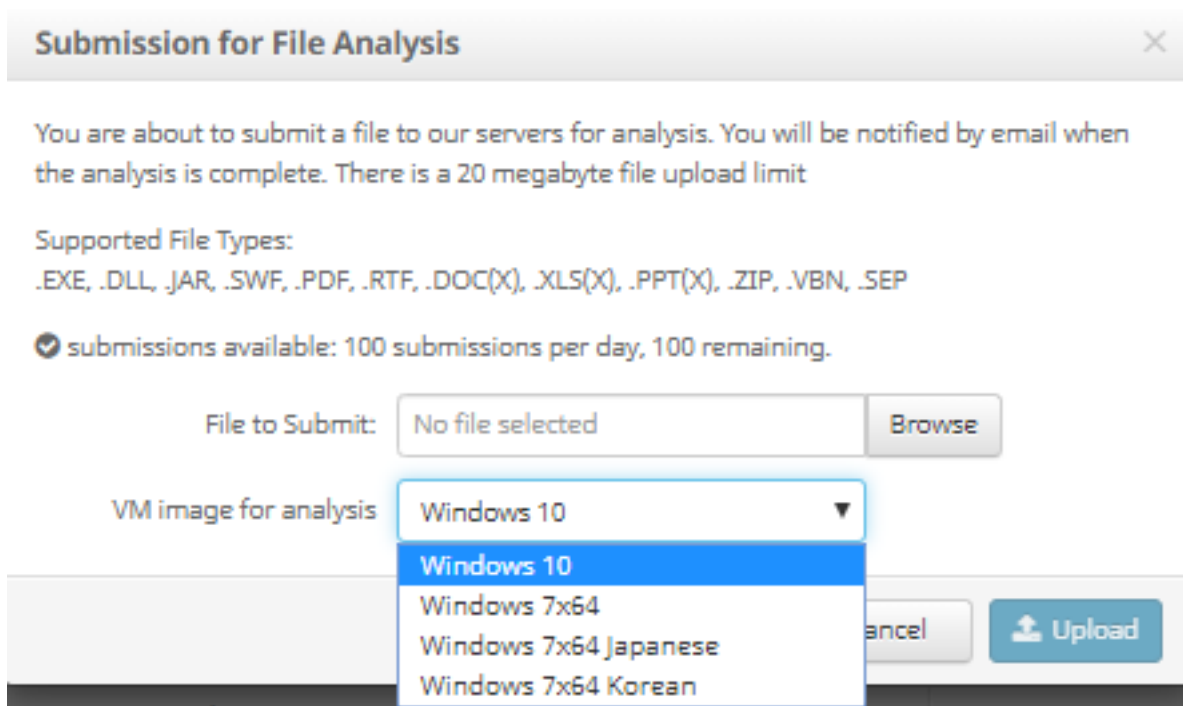 Submission for File Analysis
You are about to submit a file to our servers for analysis. You will be notified by email when
the analysis is complete. There is a 20 megabyte file upload limit
Supported File Types:
.EXE, .DLL, .JAR, .SWF, .PDF, .RTF, .DOC(X), .XLS(X), .PPT(X), .ZIP, .VBN, .SEP
submissions available: 100 submissions per day, 100 remaining.
File to Submit: No file selected Browse
VM image for analysis Windows 10
Windows 10
Windows 7x64
Windows 7x64 Japanese
ancel Upload
Windows 7x64 Korean